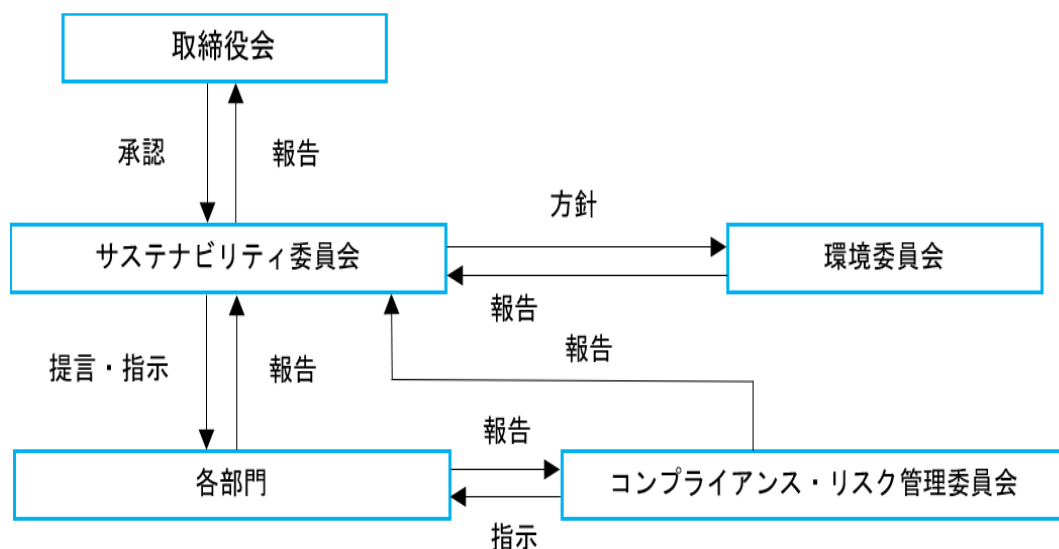 取締役会
承認
報告
方針
サステナビリティ委員会
環境委員会
報告
報告
提言・指示
報告
報告
各部門
コンプライアンス・リスク管理委員会
指示